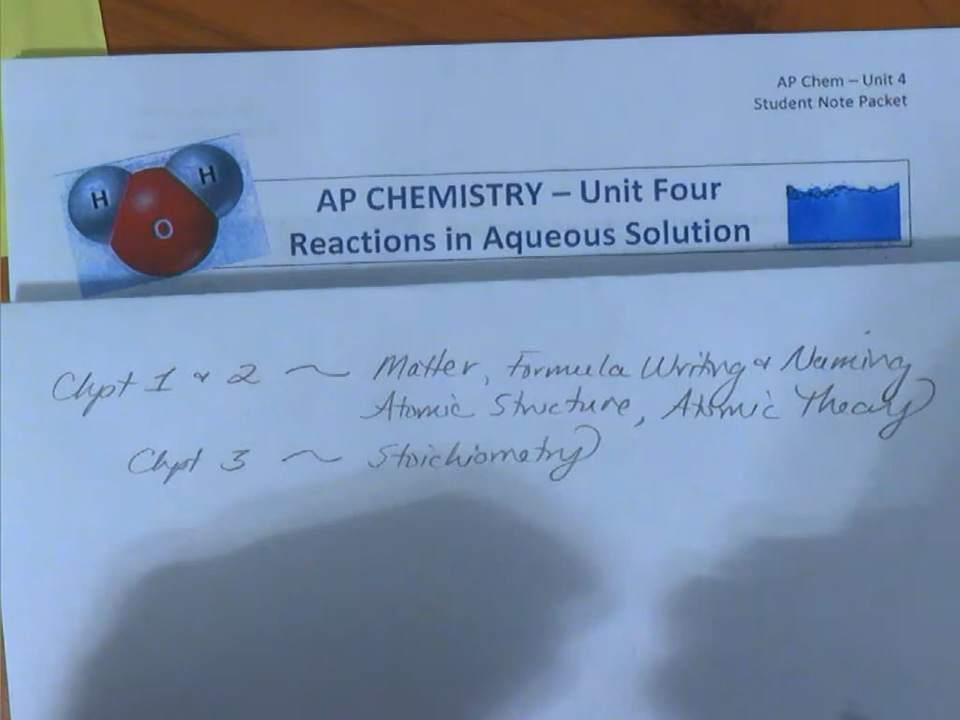 AP Chem – Unit 4
Student Note Packet
H
H
O
AP CHEMISTRY – Unit Four
Reactions in Aqueous Solution
Chpt 1 & 2 ~ Matter, Formula Writing & Naming
Atomic Structure, Atomic Theory
Chpt 3 ~ Stoichiometry